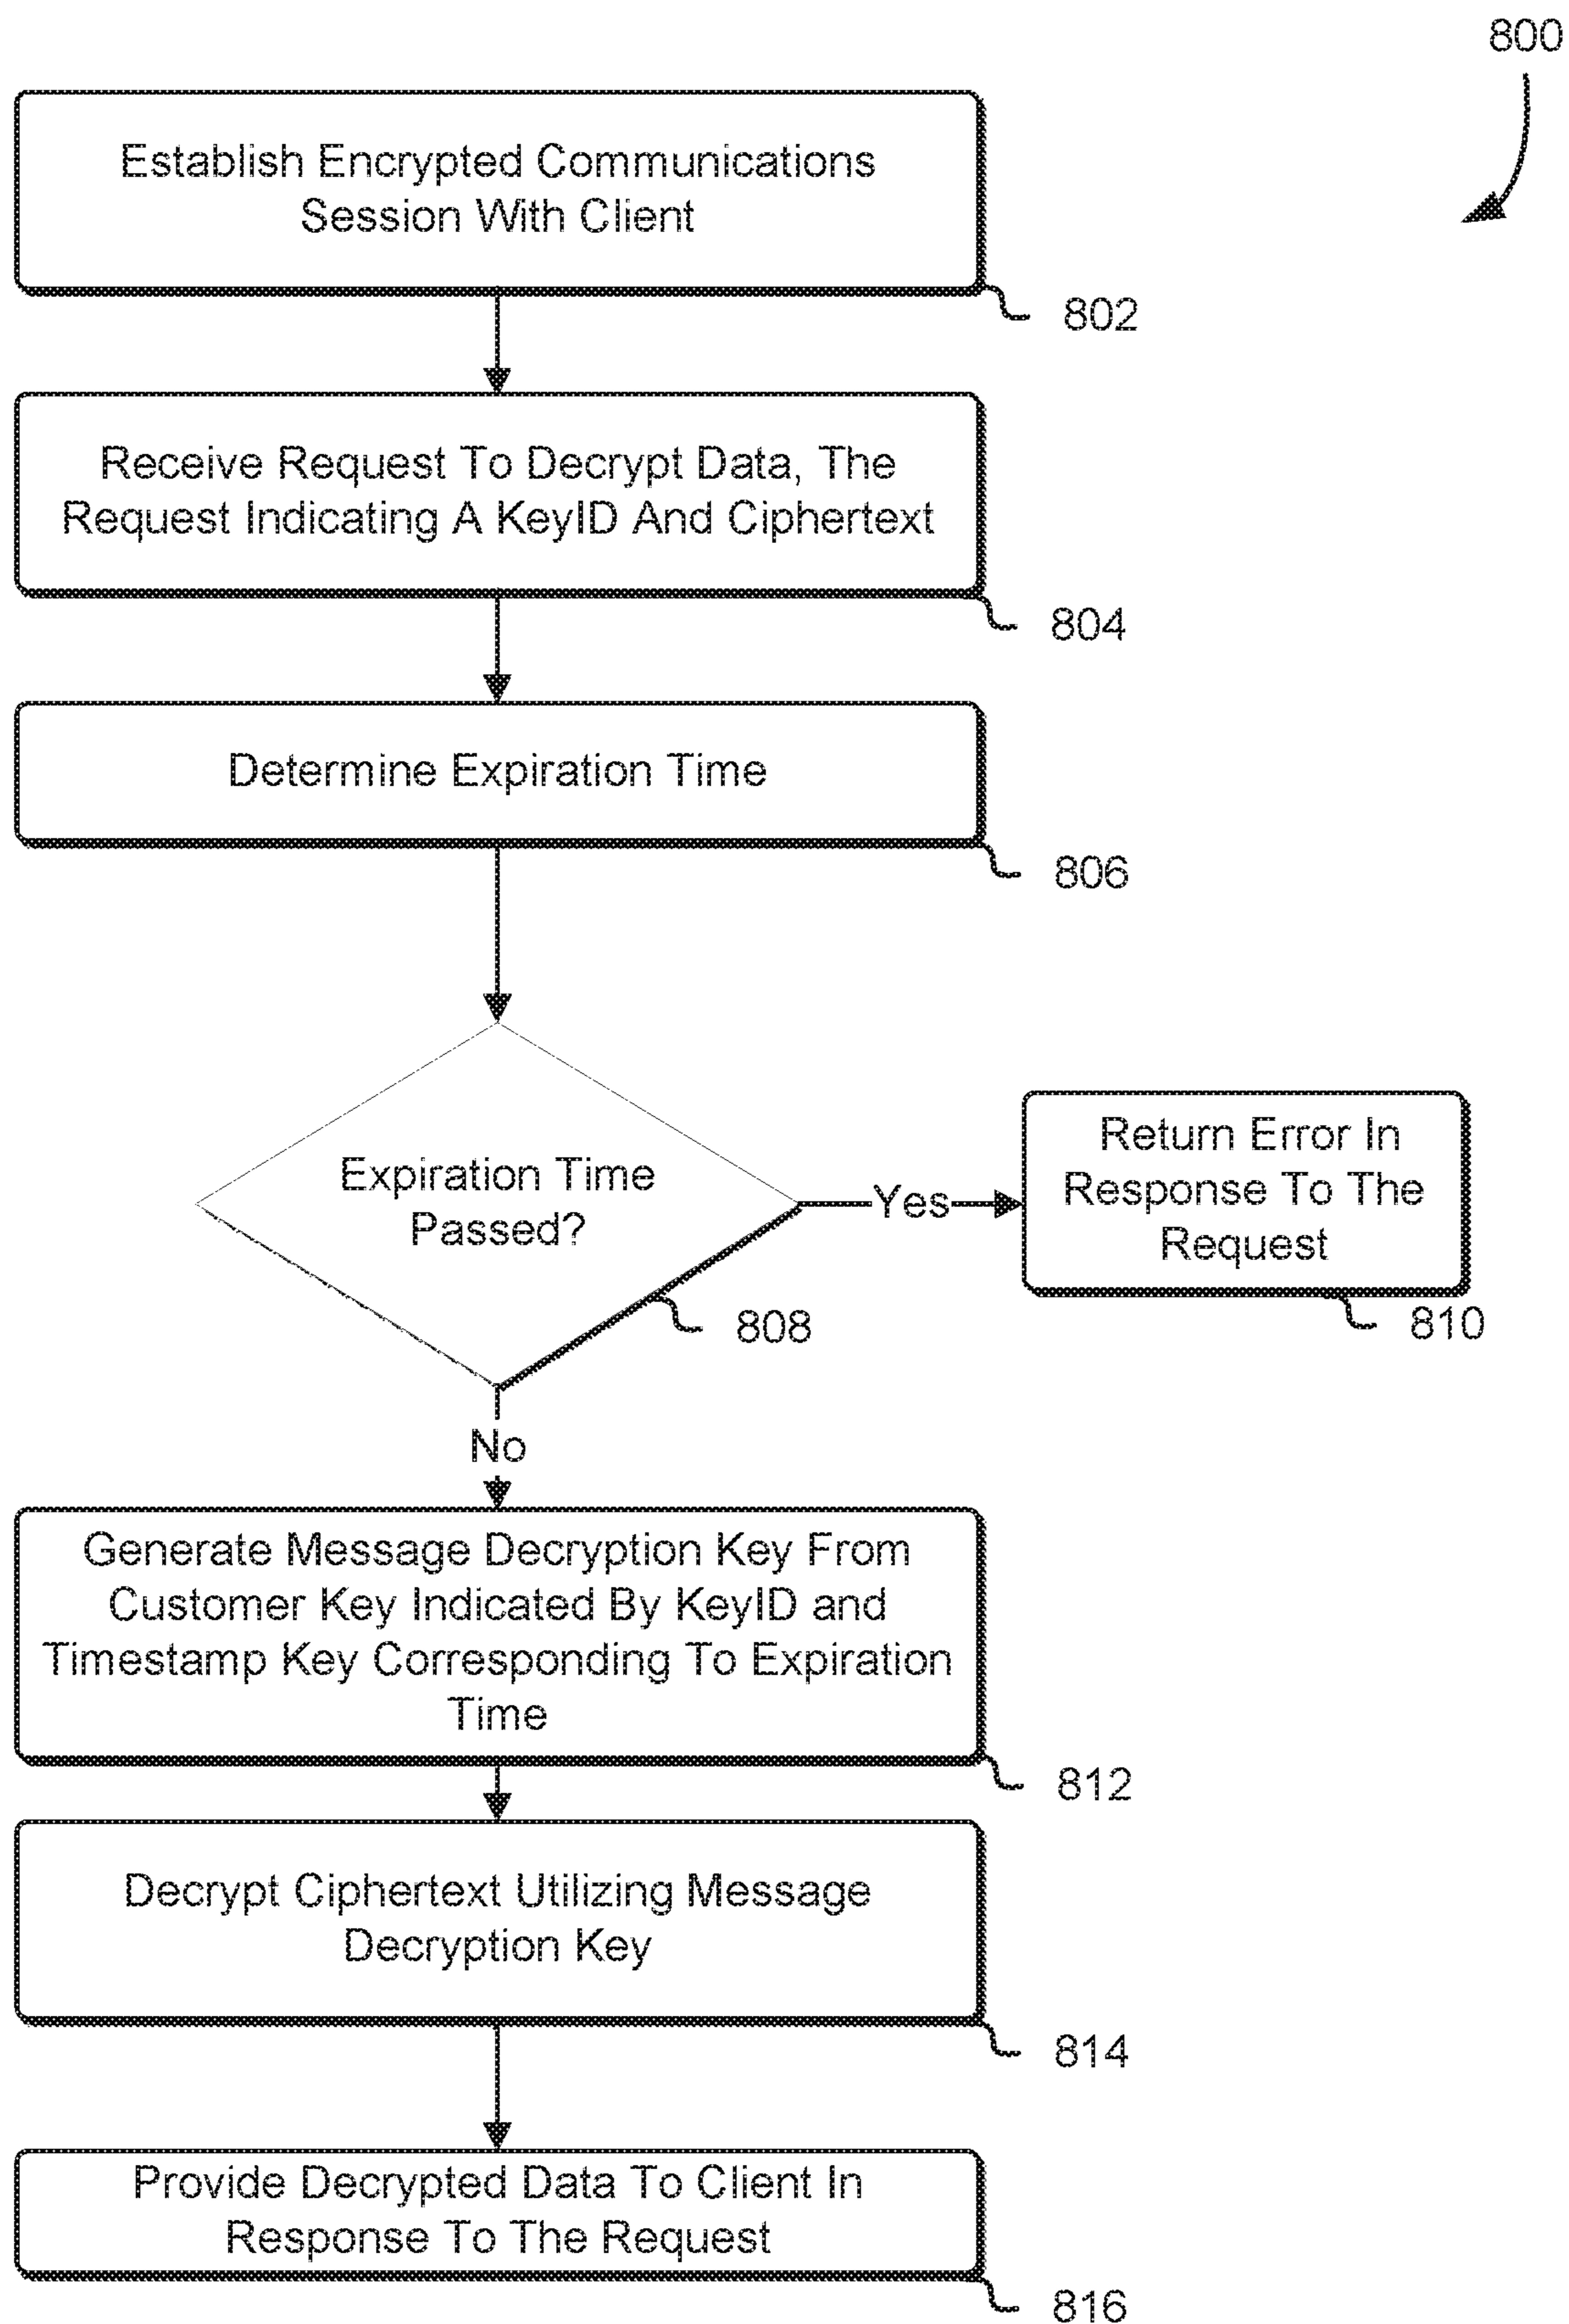 800
Establish Encrypted Communications
Session With Client
802
Receive Request To Decrypt Data, The
Request Indicating A KeyID And Ciphertext
804
Determine Expiration Time
806
Expiration Time
Passed?
808
Yes
Return Error In
Response To The
Request
810
No
Generate Message Decryption Key From
Customer Key Indicated By KeyID and
Timestamp Key Corresponding To Expiration
Time
812
Decrypt Ciphertext Utilizing Message
Decryption Key
814
Provide Decrypted Data To Client In
Response To The Request
816